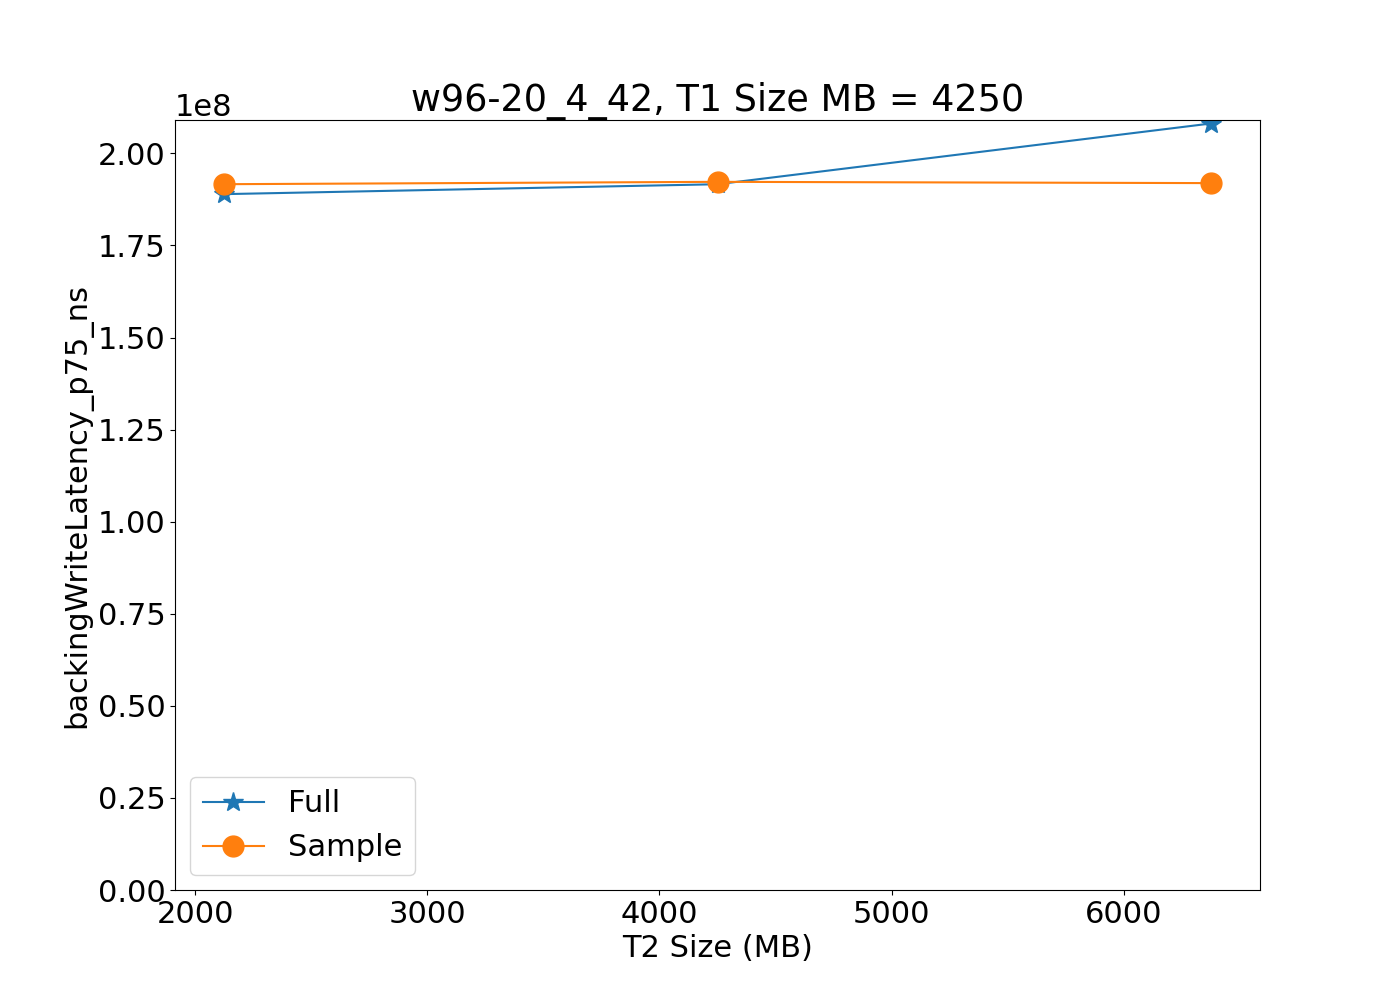 w96-20_4_42, T1 Size MB = 4250
1e8
2.00
1.75
1.50
1.25
1.00
0.75
0.50
0.25
0.00
backingWriteLatency_p75_ns
Full
Sample
2000 3000 4000 5000 6000
T2 Size (MB)